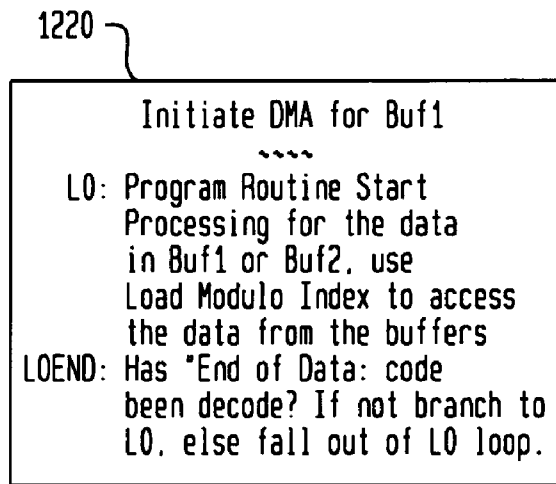 1220
Initiate DMA for Buf1
~~~~
L0: Program Routine Start
Processing for the data
in Buf1 or Buf2, use
Load Modulo Index to access
the data from the buffers
L0END: Has "End of Data: code
been decode? If not branch to
L0, else fall out of L0 loop.